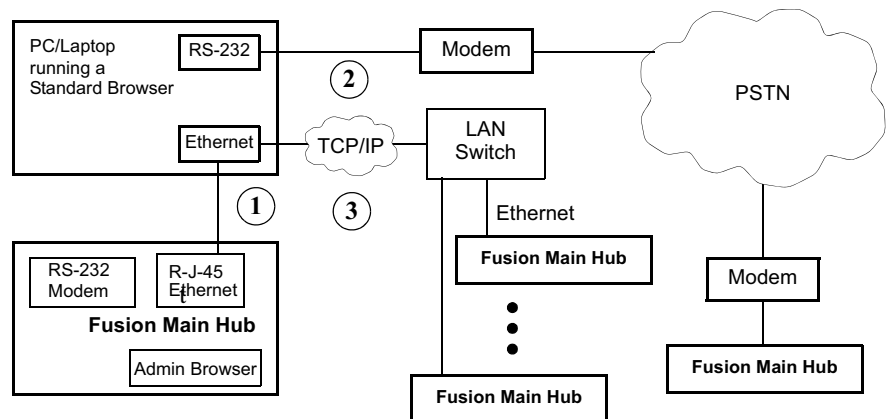 PC/Laptop
running a
Standard Browser
RS-232
Modem
2
PSTN
Ethernet
TCP/IP
LAN
Switch
1
3
Ethernet
RS-232
Modem
R-J-45
Ethernet
t
Fusion Main Hub
Admin Browser
Fusion Main Hub
Fusion Main Hub
Modem
Fusion Main Hub